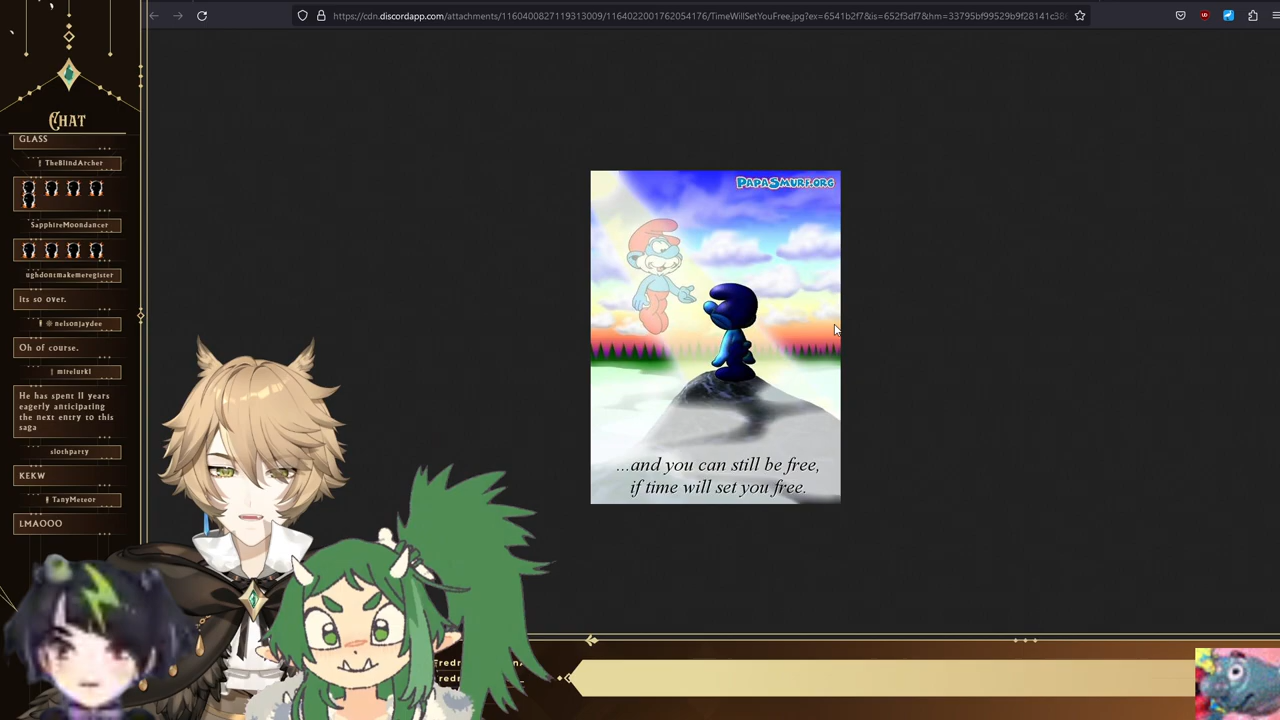 https://cdn.discordapp.com/attachments/1160400827119313009/1164022001762054176/TimeWillSetYouFree.jpg?ex=6541b2f7&is=652f3df7&hm=33795bf99529b9f28141c38
CHAT
GLASS
TheBlindArcher
SapphireMoondancer
ughdontmakemeregister
Its so over.
nelsonjaydee
Oh of course.
mirelurk1
He has spent 11 years
eagerly anticipating
the next entry to this
saga
slothparty
KEKW
TanyMeteor
LMAOOO
PAPASMURF.ORG
...and you can still be free,
if time will set you free.